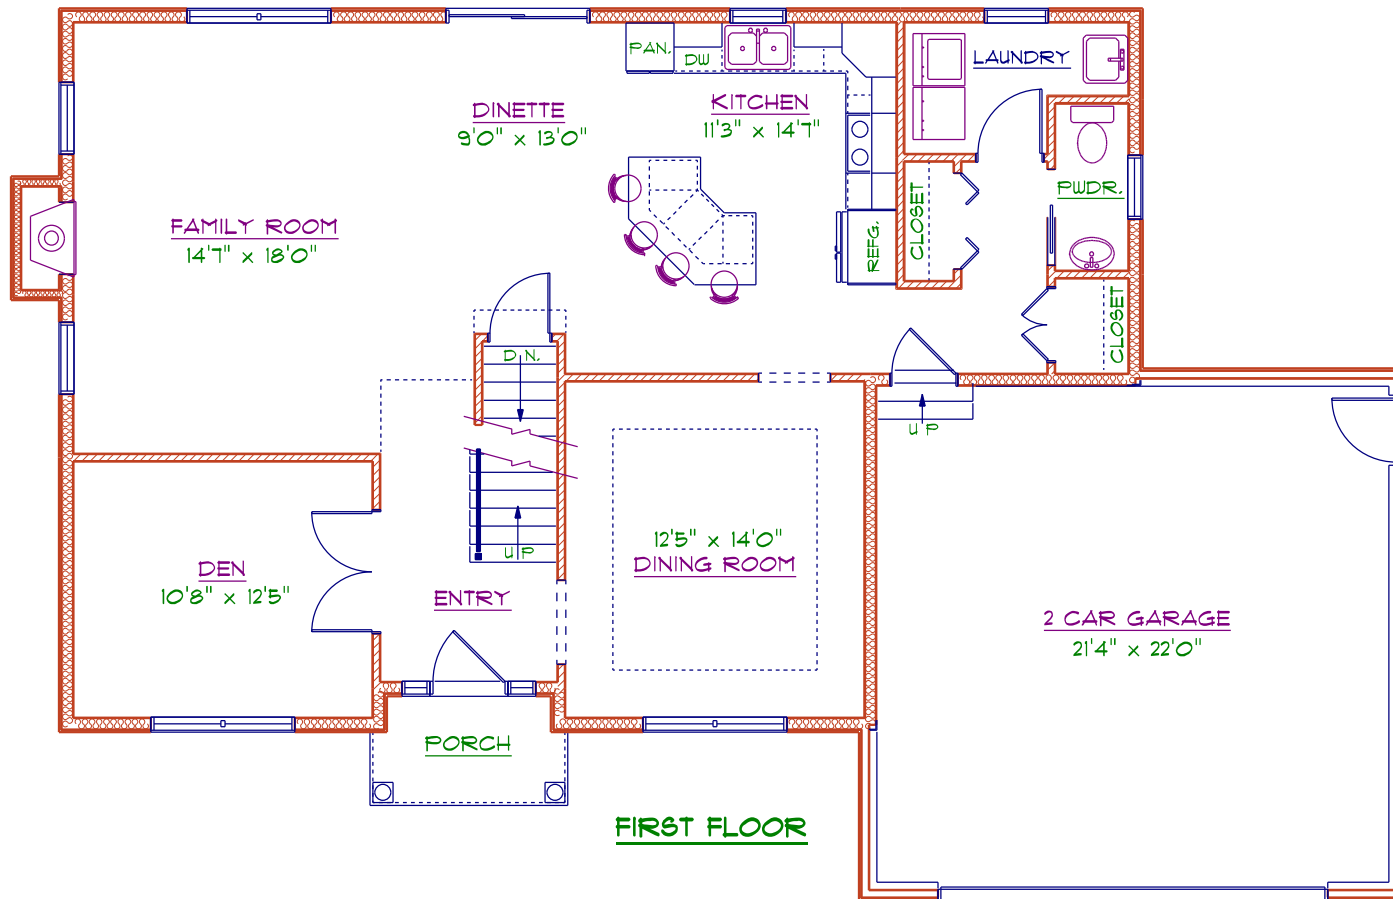 PAN.
DW
LAUNDRY
KITCHEN
11'3" x 14'7"
DINETTE
9'0" x 13'0"
PWDR.
CLOSET
FAMILY ROOM
14'7" x 18'0"
REFG.
CLOSET
DN.
UP
UP
12'5" x 14'0"
DINING ROOM
DEN
10'8" x 12'5"
ENTRY
2 CAR GARAGE
21'4" x 22'0"
PORCH
FIRST FLOOR